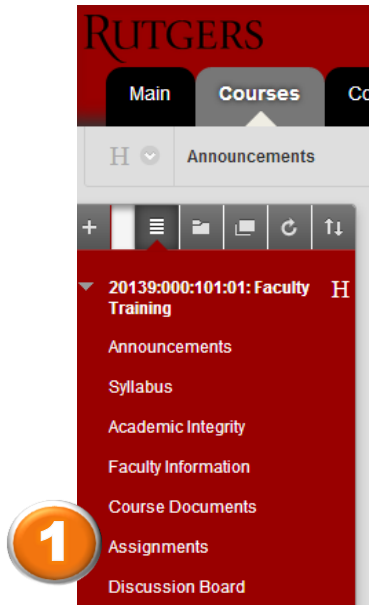 RUTGERS
Main Courses Co
H Announcements
20139:000:101:01: Faculty H
Training
Announcements
Syllabus
Academic Integrity
Faculty Information
Course Documents
1 Assignments
Discussion Board